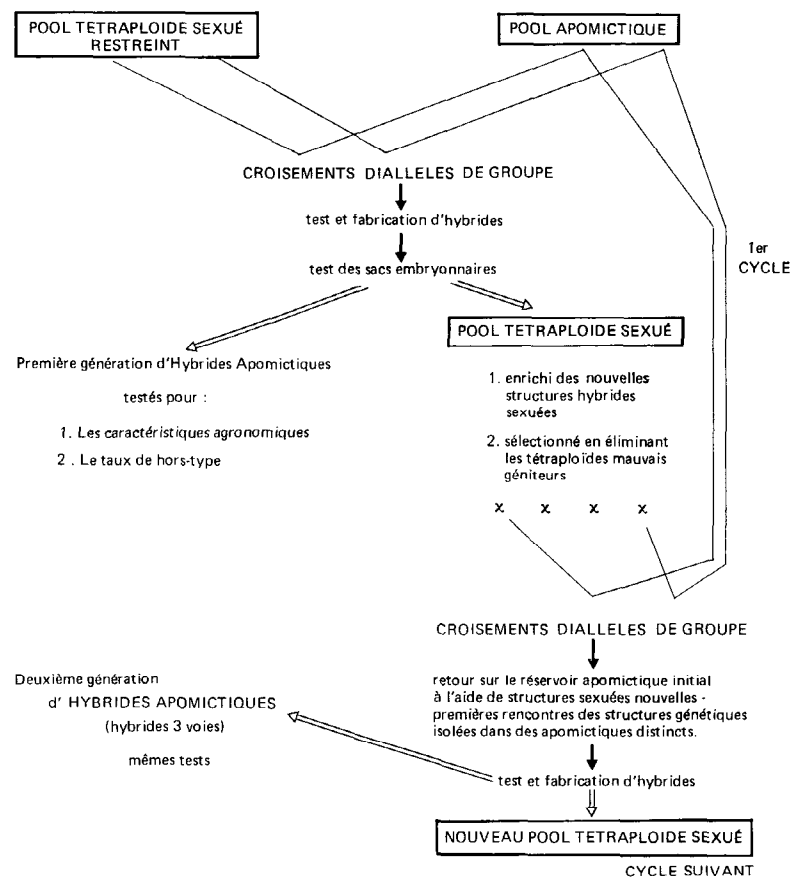 POOL TETRAPLOIDE SEXUÉ
RESTREINT
POOL APOMICTIQUE
CROISEMENTS DIALLELES DE GROUPE
test et fabrication d'hybrides
test des sacs embryonnaires
1er
CYCLE
POOL TETRAPLOIDE SEXUÉ
Première génération d'Hybrides Apomictiques
testés pour :
1. Les caractéristiques agronomiques
2 . Le taux de hors-type
1. enrichi des nouvelles
structures hybrides
sexuées
2. sélectionné en éliminant
les tétraploïdes mauvais
géniteurs
x x x x
CROISEMENTS DIALLELES DE GROUPE
Deuxième génération
d' HYBRIDES APOMICTIQUES
(hybrides 3 voies)
mêmes tests
retour sur le réservoir apomictique initial
à l'aide de structures sexuées nouvelles -
premières rencontres des structures génétiques
isolées dans des apomictiques distincts.
test et fabrication d'hybrides
NOUVEAU POOL TETRAPLOIDE SEXUÉ
CYCLE SUIVANT